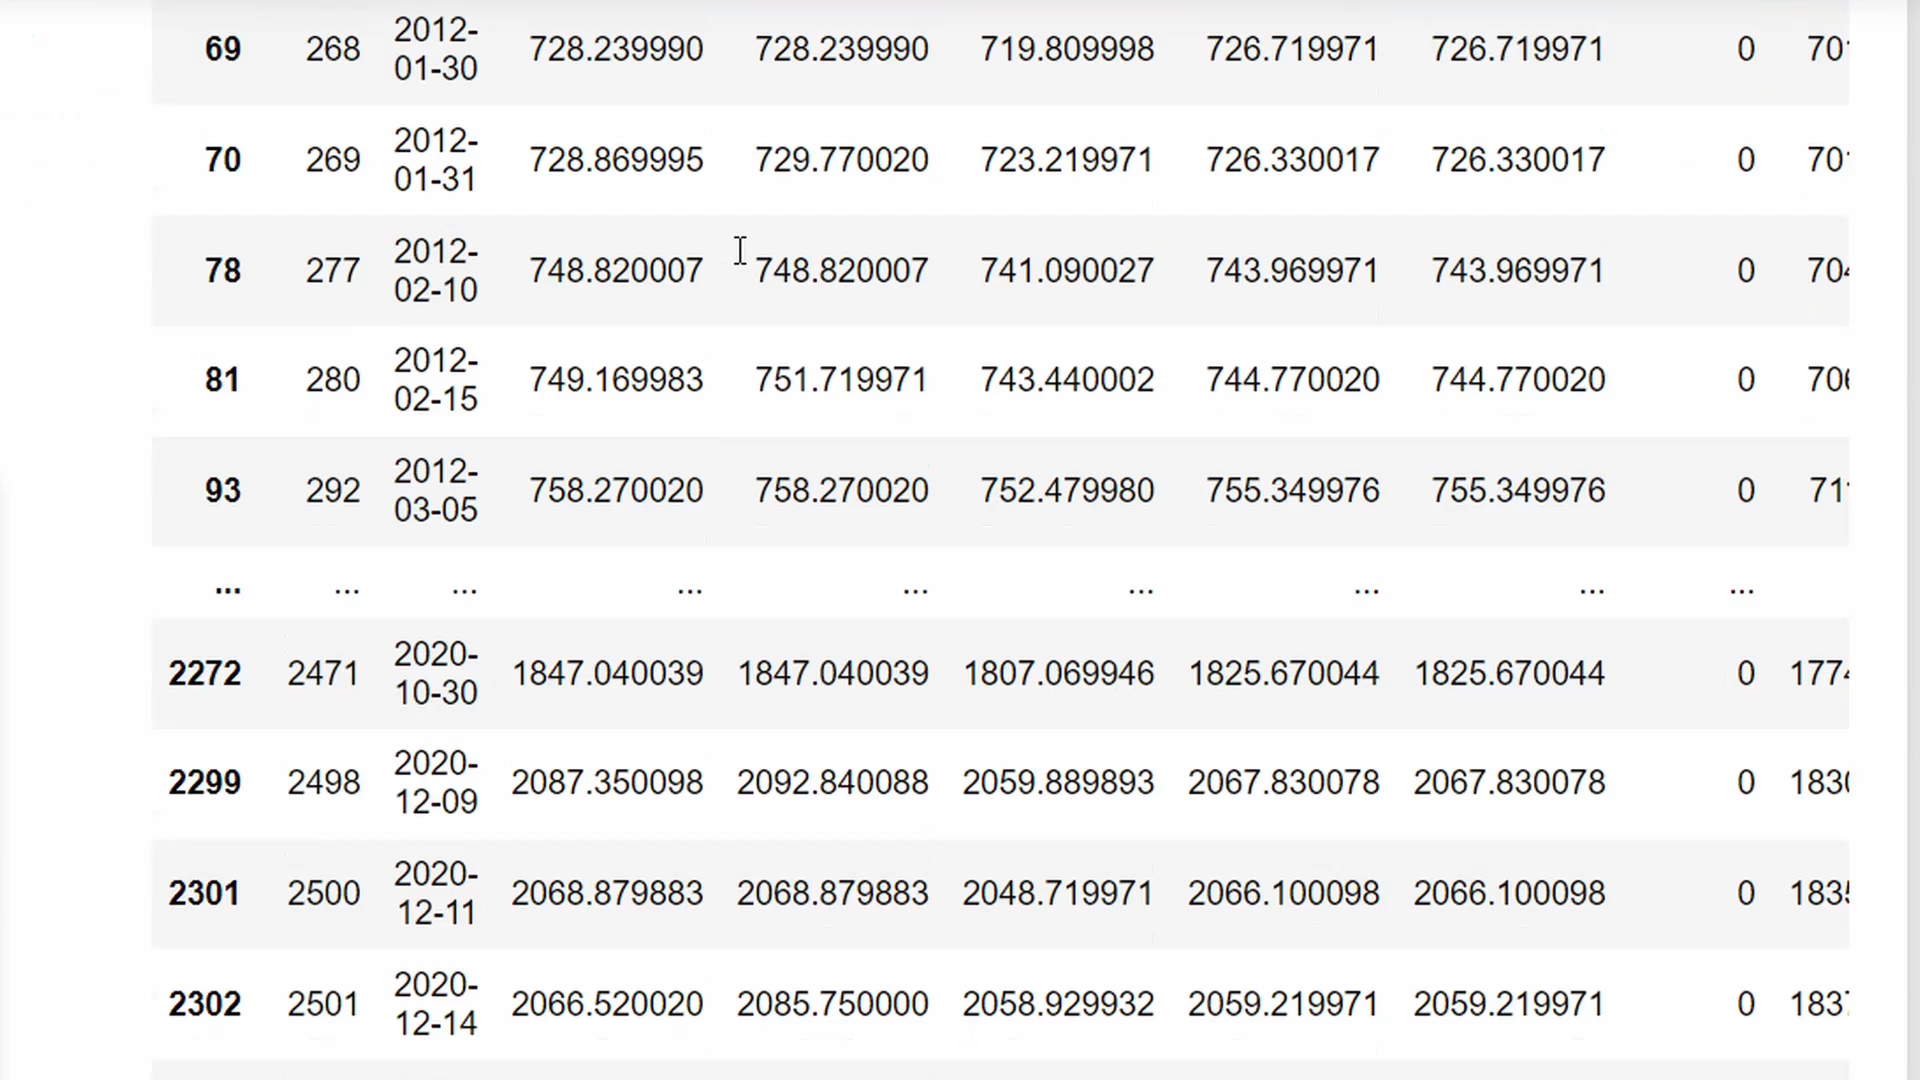 69 268 2012-01-30 728.239990 728.239990 719.809998 726.719971 726.719971 0 701
70 269 2012-01-31 728.869995 729.770020 723.219971 726.330017 726.330017 0 701
78 277 2012-02-10 748.820007 748.820007 741.090027 743.969971 743.969971 0 704
81 280 2012-02-15 749.169983 751.719971 743.440002 744.770020 744.770020 0 706
93 292 2012-03-05 758.270020 758.270020 752.479980 755.349976 755.349976 0 711
... ... ... ... ... ... ... ... ...
2272 2471 2020-10-30 1847.040039 1847.040039 1807.069946 1825.670044 1825.670044 0 1774
2299 2498 2020-12-09 2087.350098 2092.840088 2059.889893 2067.830078 2067.830078 0 1830
2301 2500 2020-12-11 2068.879883 2068.879883 2048.719971 2066.100098 2066.100098 0 1835
2302 2501 2020-12-14 2066.520020 2085.750000 2058.929932 2059.219971 2059.219971 0 1837